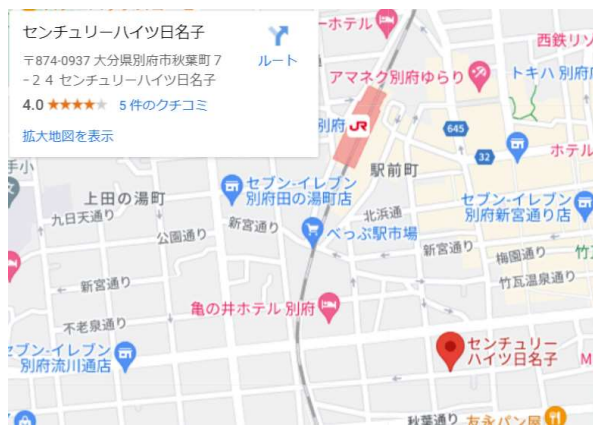 センチュリーハイツ日名子
〒874-0937 大分県別府市秋葉町7
-24 センチュリーハイツ日名子
4.0
5 件のクチコミ
拡大地図を表示
ルート
ーホテル
西鉄リソ
アマネク別府ゆらり
トキハ 別府
別府
JR
645
32
駅前町
ホテル
手小
上田の湯町
セブン-イレブン
別府田の湯町店
セブン-イレブン
別府新宮通り店
九日天通り
公園通り
新宮通り
北浜通
べっぷ駅市場
新宮通り
梅園通り
竹瓦温泉通り
竹
新宮通り
亀の井ホテル 別府
不老泉通り
セブン-イレブン
別府流川通店
センチュリー
ハイツ日名子
M
秋葉通り
友永パン屋